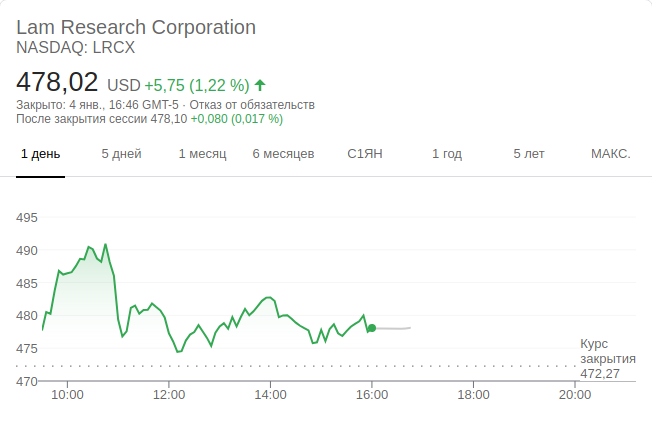 Lam Research Corporation
NASDAQ: LRCX
478,02 USD +5,75 (1,22 %)
Закрыто: 4 янв., 16:46 GMT-5 · Отказ от обязательств
После закрытия сессии 478,10 +0,080 (0,017 %)
1 день 5 дней 1 месяц 6 месяцев С1ЯН 1 год 5 лет МАКС.
495
490
485
480
475
Курс
закрытия
472,27
470
10:00 12:00 14:00 16:00 18:00 20:00